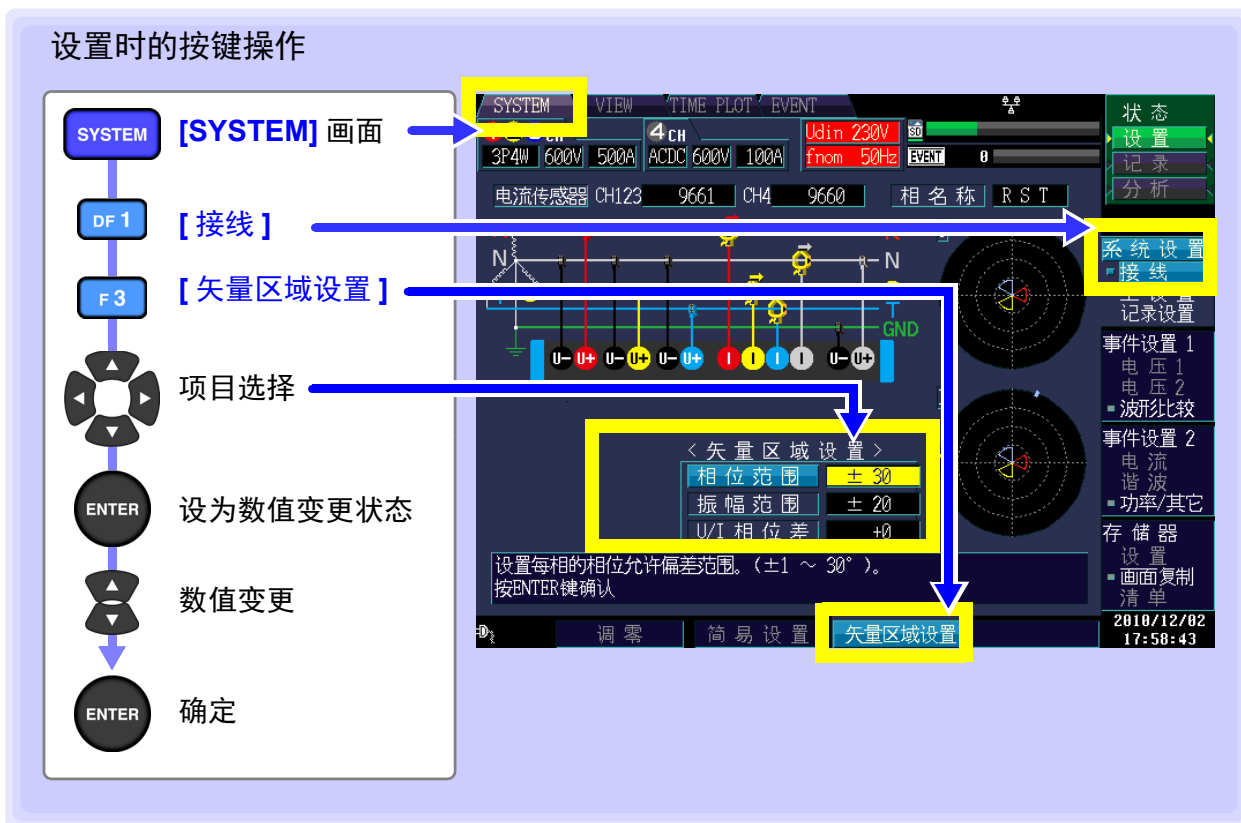 设置时的按键操作
SYSTEM
[SYSTEM] 画面
DF 1
[ 接线 ]
F 3
[ 矢量区域设置 ]
项目选择
ENTER
设为数值变更状态
数值变更
ENTER
确定
SYSTEM VIEW TIME PLOT EVENT
4 CH
Udin 230V
SD
3P4W 600V 500A ACDC 600V 100A
fnom 50Hz
EVENT 0
电流传感器 CH123 9661 CH4 9660 相名称 R S T
N
N
T
GND
U- U+ U- U+ U- U+ I I I I U- U+
<矢量区域设置>
相位范围 ± 30
振幅范围 ± 20
U/I 相位差 +0
设置每相的相位允许偏差范围。(±1 ～ 30° )。
按ENTER键确认
调零 简易设置 矢量区域设置
状态
设置
记录
分析
系统设置
接线
记录设置
事件设置 1
电压1
电压2
波形比较
事件设置 2
电流
谐波
功率/其它
存储器
设置
画面复制
清单
2010/12/02
17:58:43